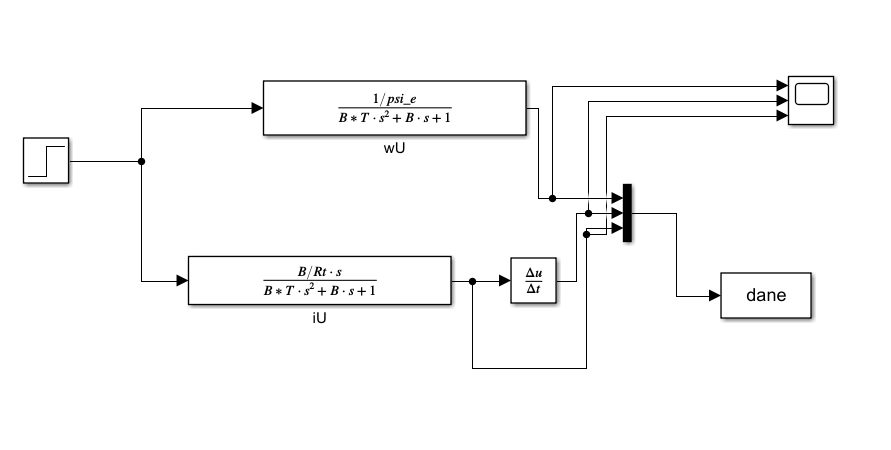 1/psi_e
B∗T·s²+B·s+1
wU
B/Rt·s
B∗T·s²+B·s+1
iU
Δu
Δt
dane